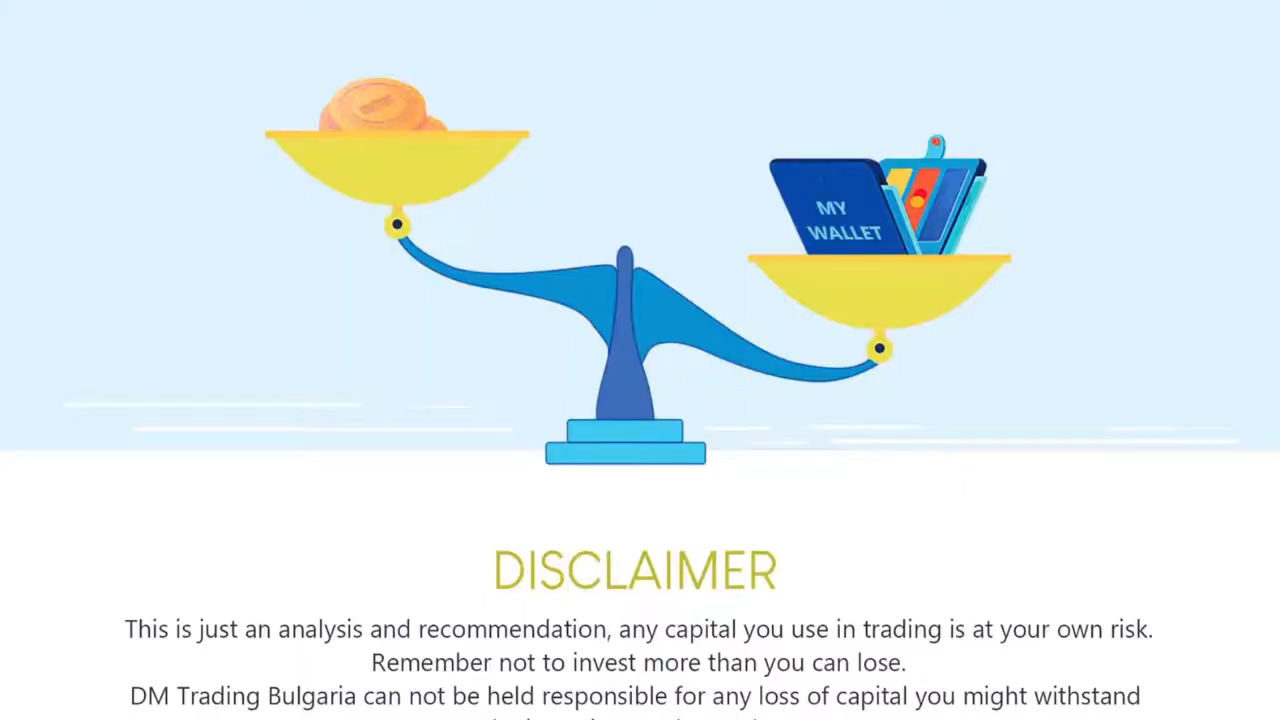 MY
WALLET
DISCLAIMER
This is just an analysis and recommendation, any capital you use in trading is at your own risk.
Remember not to invest more than you can lose.
DM Trading Bulgaria can not be held responsible for any loss of capital you might withstand